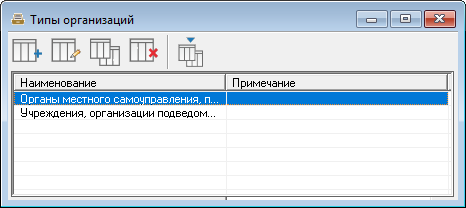 Типы организаций
Наименование Примечание
Органы местного самоуправления, п...
Учреждения, организации подведом...